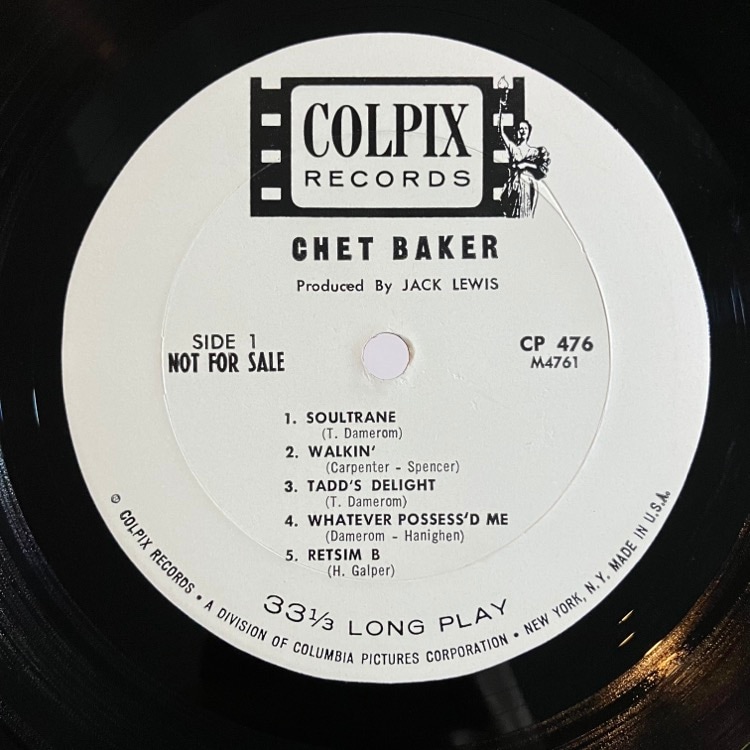 COLPIX
RECORDS
CHET BAKER
Produced By JACK LEWIS
SIDE 1
NOT FOR SALE
CP 476
M4761
1. SOULTRANE
(T. Damerom)
2. WALKIN'
(Carpenter - Spencer)
3. TADD'S DELIGHT
(T. Damerom)
4. WHATEVER POSSESS'D ME
(Damerom - Hanighen)
5. RETSIM B
(H. Galper)
33⅓ LONG PLAY
℗ COLPIX RECORDS • A DIVISION OF COLUMBIA PICTURES CORPORATION • NEW YORK, N.Y. MADE IN U.S.A.